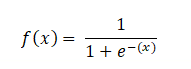 f(x) = 1 / (1 + e^{-(x)})